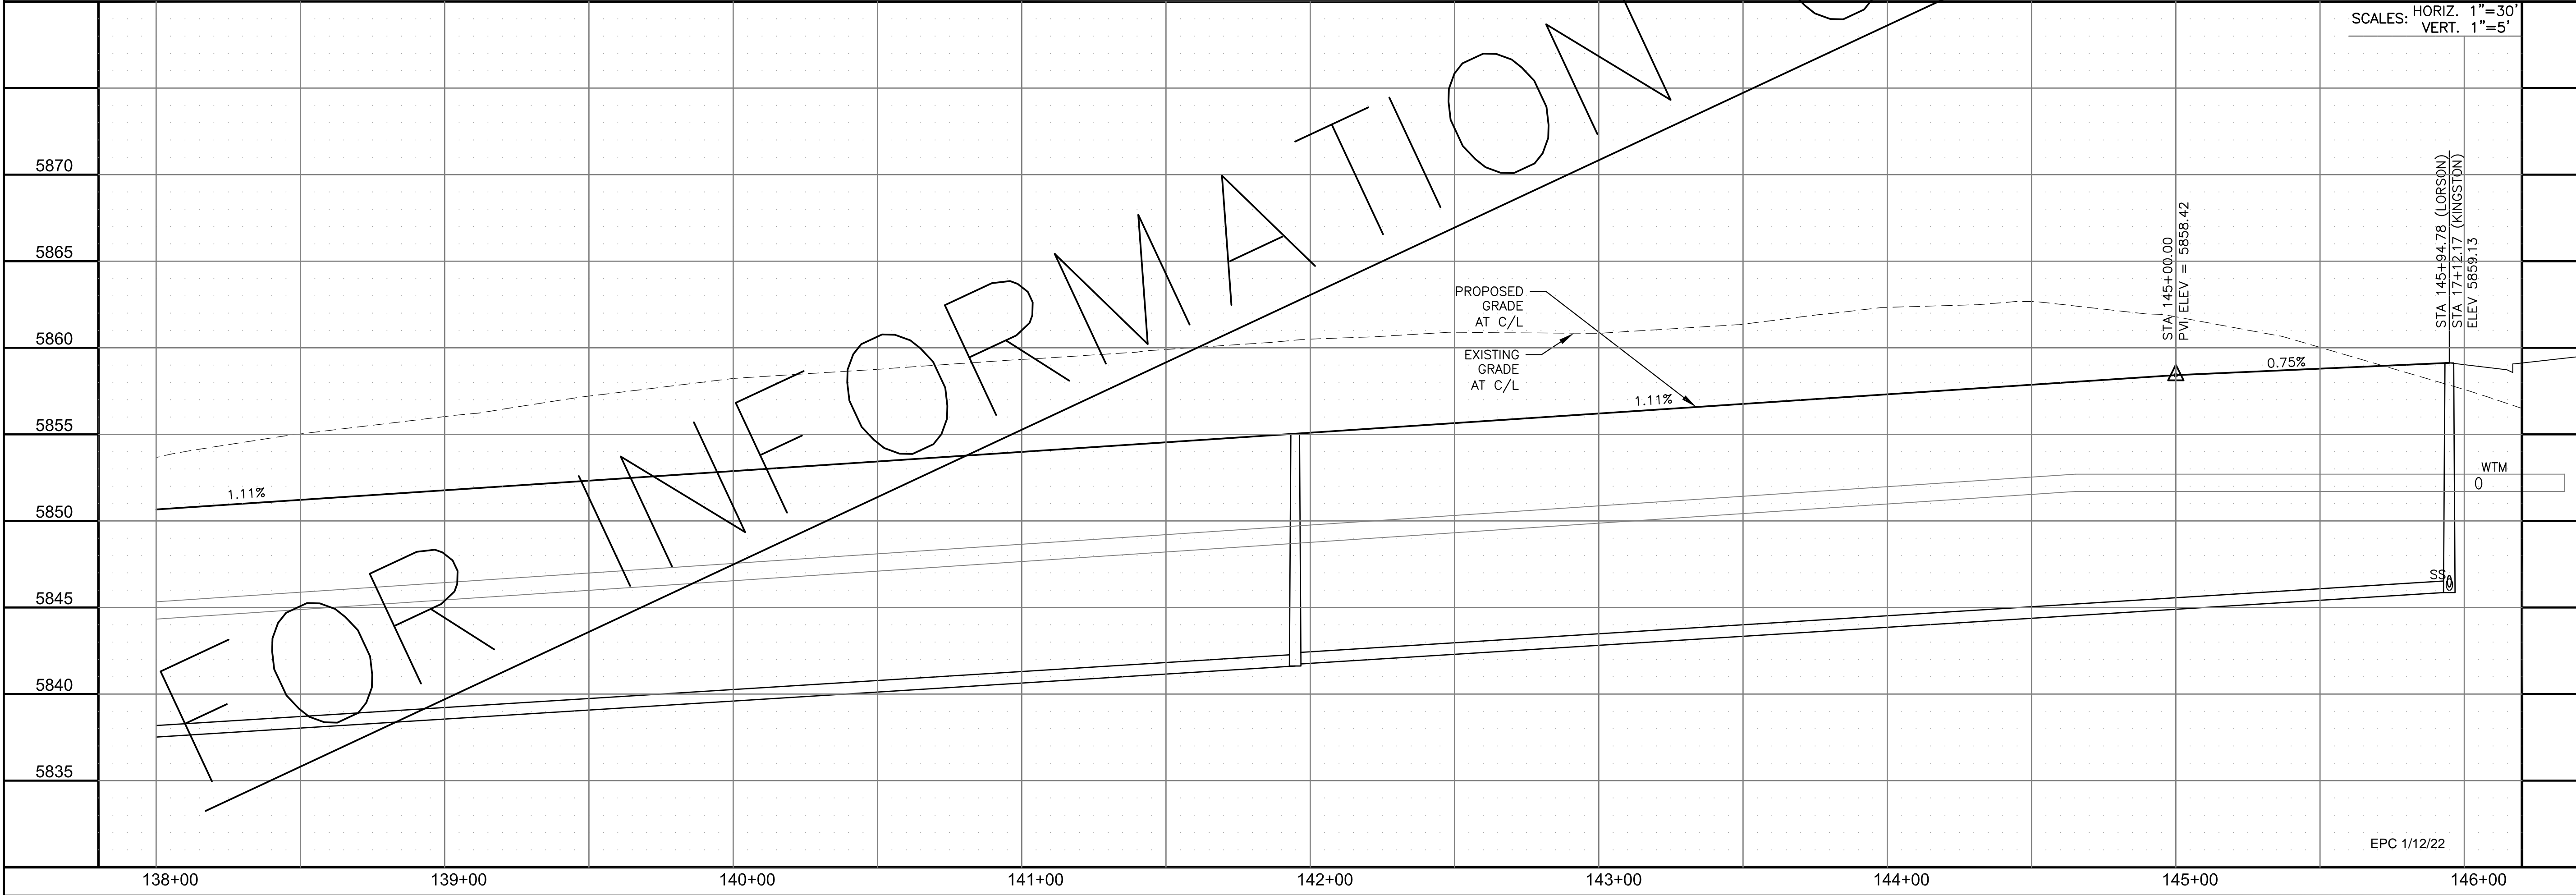 SCALES: HORIZ. 1"=30'
VERT. 1"=5'
FOR INFORMATION
5870
5865
5860
5855
5850
5845
5840
5835
STA 145+94.78 (LORSON)
STA 17+12.17 (KINGSTON)
ELEV 5859.13
STA 145+00.00
PVI ELEV = 5858.42
PROPOSED
GRADE
AT C/L
EXISTING
GRADE
AT C/L
0.75%
1.11%
1.11%
WTM
SS
EPC 1/12/22
138+00
139+00
140+00
141+00
142+00
143+00
144+00
145+00
146+00